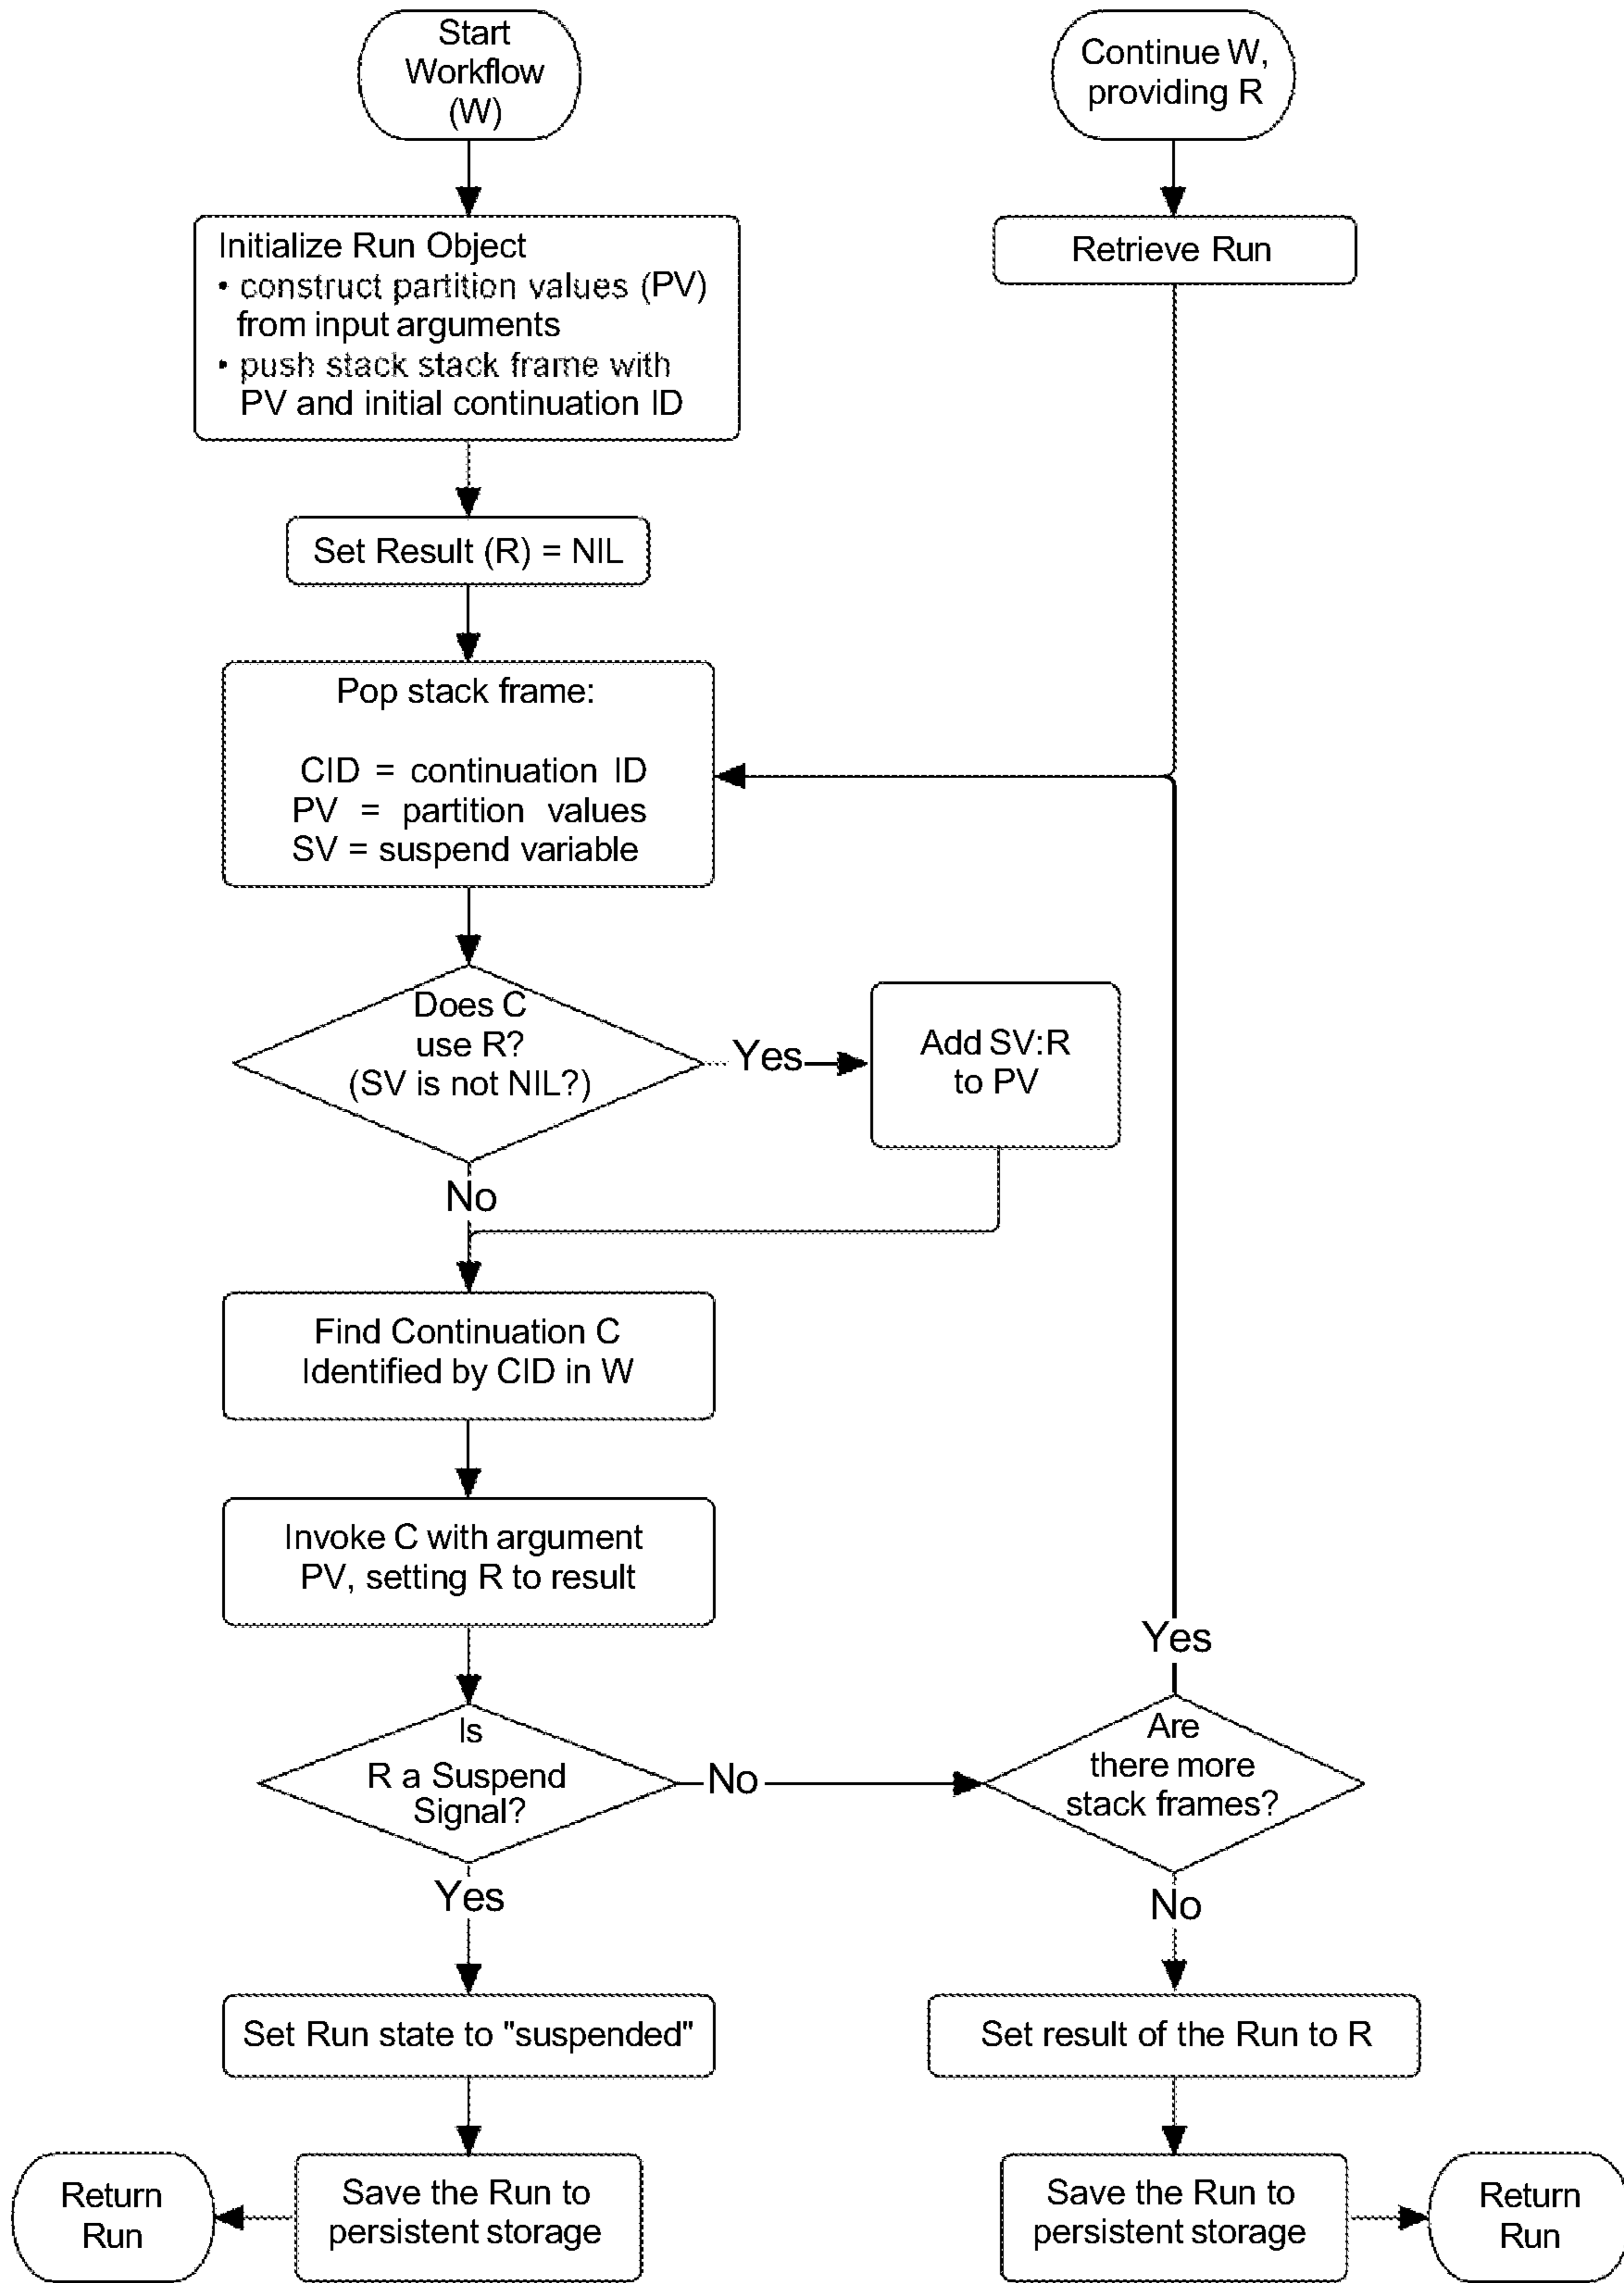 Start
Workflow
(W)
Continue W,
providing R
Initialize Run Object
• construct partition values (PV)
from input arguments
• push stack stack frame with
PV and initial continuation ID
Retrieve Run
Set Result (R) = NIL
Pop stack frame:
CID = continuation ID
PV = partition values
SV = suspend variable
Does C
use R?
(SV is not NIL?)
Yes
Add SV:R
to PV
No
Find Continuation C
Identified by CID in W
Invoke C with argument
PV, setting R to result
Is
R a Suspend
Signal?
No
Yes
Are
there more
stack frames?
Yes
No
Set Run state to "suspended"
Set result of the Run to R
Return
Run
Save the Run to
persistent storage
Save the Run to
persistent storage
Return
Run